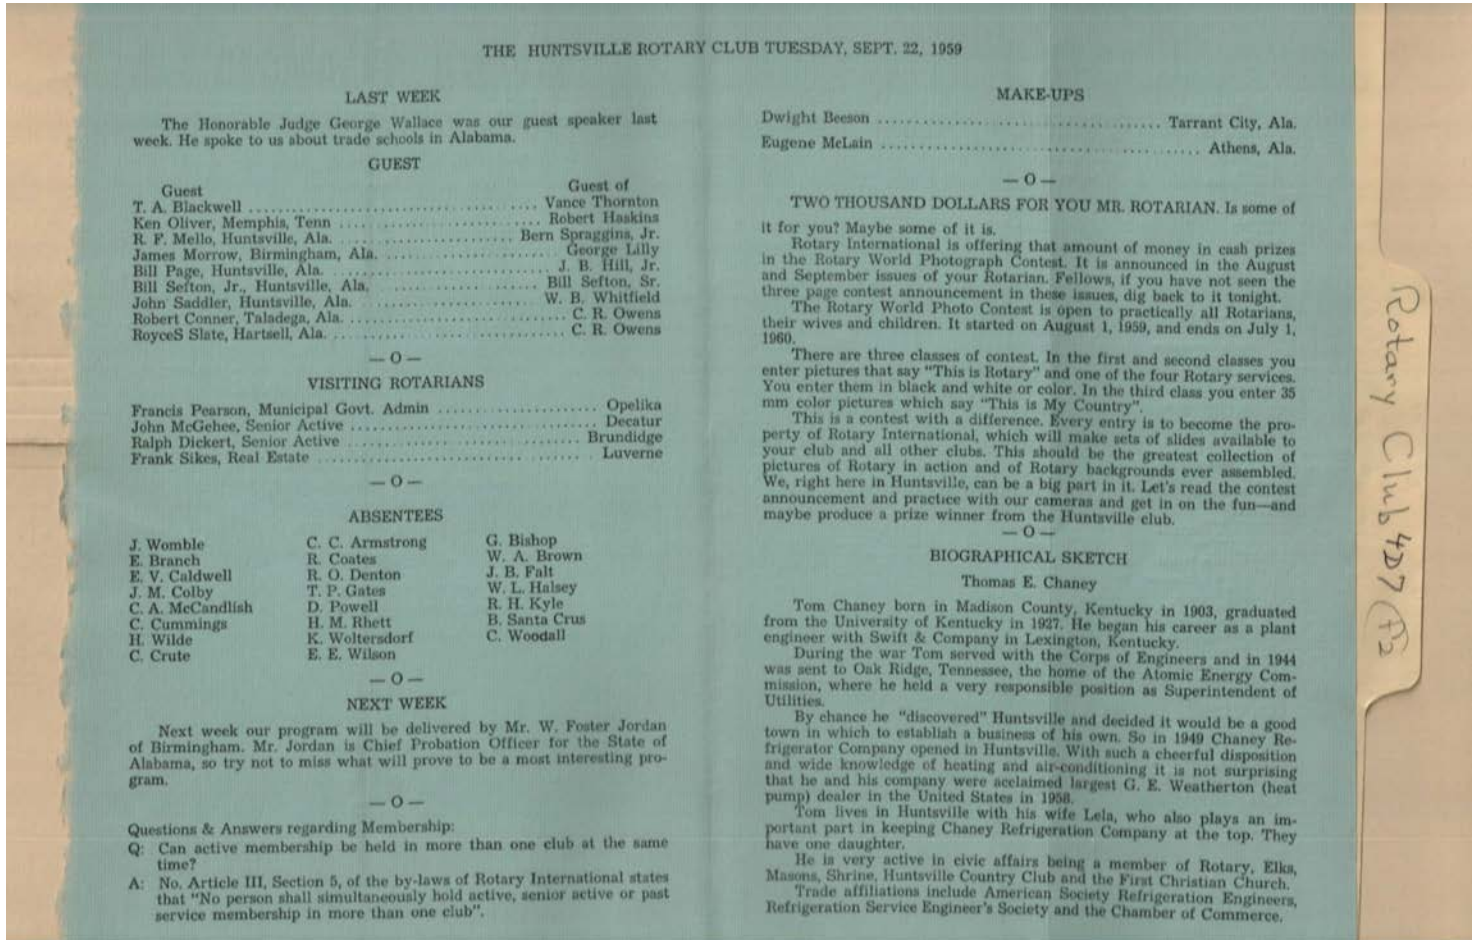 THE HUNTSVILLE ROTARY CLUB TUESDAY, SEPT. 22, 1959
LAST WEEK
The Honorable Judge George Wallace was our guest speaker last
week. He spoke to us about trade schools in Alabama.
GUEST
Guest Guest of
T. A. Blackwell ........ Vance Thornton
Ken Oliver, Memphis, Tenn ........ Robert Haskins
R. F. Mello, Huntsville, Ala. ........ Bern Spraggins, Jr.
James Morrow, Birmingham, Ala. ........ George Lilly
Bill Page, Huntsville, Ala. ........ J. B. Hill, Jr.
Bill Sefton, Jr., Huntsville, Ala. ........ Bill Sefton, Sr.
John Saddler, Huntsville, Ala. ........ W. B. Whitfield
Robert Conner, Taladega, Ala. ........ C. R. Owens
RoyceS Slate, Hartsell, Ala. ........ C. R. Owens
— O —
VISITING ROTARIANS
Francis Pearson, Municipal Govt. Admin ........ Opelika
John McGehee, Senior Active ........ Decatur
Ralph Dickert, Senior Active ........ Brundidge
Frank Sikes, Real Estate ........ Luverne
— O —
ABSENTEES
J. Womble C. C. Armstrong G. Bishop
E. Branch R. Coates W. A. Brown
E. V. Caldwell R. O. Denton J. B. Falt
J. M. Colby T. P. Gates W. L. Halsey
C. A. McCandlish D. Powell R. H. Kyle
C. Cummings H. M. Rhett B. Santa Crus
H. Wilde K. Woltersdorf C. Woodall
C. Crute E. E. Wilson
— O —
NEXT WEEK
Next week our program will be delivered by Mr. W. Foster Jordan
of Birmingham. Mr. Jordan is Chief Probation Officer for the State of
Alabama, so try not to miss what will prove to be a most interesting pro-
gram.
— O —
Questions & Answers regarding Membership:
Q: Can active membership be held in more than one club at the same
time?
A: No. Article III, Section 5, of the by-laws of Rotary International states
that "No person shall simultaneously hold active, senior active or past
service membership in more than one club".
MAKE-UPS
Dwight Beeson ........ Tarrant City, Ala.
Eugene McLain ........ Athens, Ala.
— O —
TWO THOUSAND DOLLARS FOR YOU MR. ROTARIAN. Is some of
it for you? Maybe some of it is.
Rotary International is offering that amount of money in cash prizes
in the Rotary World Photograph Contest. It is announced in the August
and September issues of your Rotarian. Fellows, if you have not seen the
three page contest announcement in these issues, dig back to it tonight.
The Rotary World Photo Contest is open to practically all Rotarians,
their wives and children. It started on August 1, 1959, and ends on July 1,
1960.
There are three classes of contest. In the first and second classes you
enter pictures that say "This is Rotary" and one of the four Rotary services.
You enter them in black and white or color. In the third class you enter 35
mm color pictures which say "This is My Country".
This is a contest with a difference. Every entry is to become the pro-
perty of Rotary International, which will make sets of slides available to
your club and all other clubs. This should be the greatest collection of
pictures of Rotary in action and of Rotary backgrounds ever assembled.
We, right here in Huntsville, can be a big part in it. Let's read the contest
announcement and practice with our cameras and get in on the fun—and
maybe produce a prize winner from the Huntsville club.
— O —
BIOGRAPHICAL SKETCH
Thomas E. Chaney
Tom Chaney born in Madison County, Kentucky in 1903, graduated
from the University of Kentucky in 1927. He began his career as a plant
engineer with Swift & Company in Lexington, Kentucky.
During the war Tom served with the Corps of Engineers and in 1944
was sent to Oak Ridge, Tennessee, the home of the Atomic Energy Com-
mission, where he held a very responsible position as Superintendent of
Utilities.
By chance he "discovered" Huntsville and decided it would be a good
town in which to establish a business of his own. So in 1949 Chaney Re-
frigerator Company opened in Huntsville. With such a cheerful disposition
and wide knowledge of heating and air-conditioning it is not surprising
that he and his company were acclaimed largest G. E. Weatherton (heat
pump) dealer in the United States in 1958.
Tom lives in Huntsville with his wife Lela, who also plays an im-
portant part in keeping Chaney Refrigeration Company at the top. They
have one daughter.
He is very active in civic affairs being a member of Rotary, Elks,
Masons, Shrine, Huntsville Country Club and the First Christian Church.
Trade affiliations include American Society Refrigeration Engineers,
Refrigeration Service Engineer's Society and the Chamber of Commerce.
Rotary Club 4D7 (F2